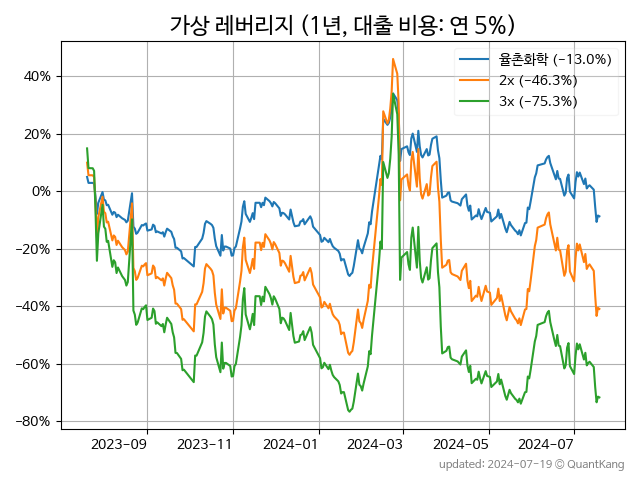 가상 레버리지 (1년, 대출 비용: 연 5%)
율촌화학 (−13.0%)
2x (−46.3%)
3x (−75.3%)
40%
20%
0%
−20%
−40%
−60%
−80%
2023-09 2023-11 2024-01 2024-03 2024-05 2024-07
updated: 2024-07-19 © QuantKang